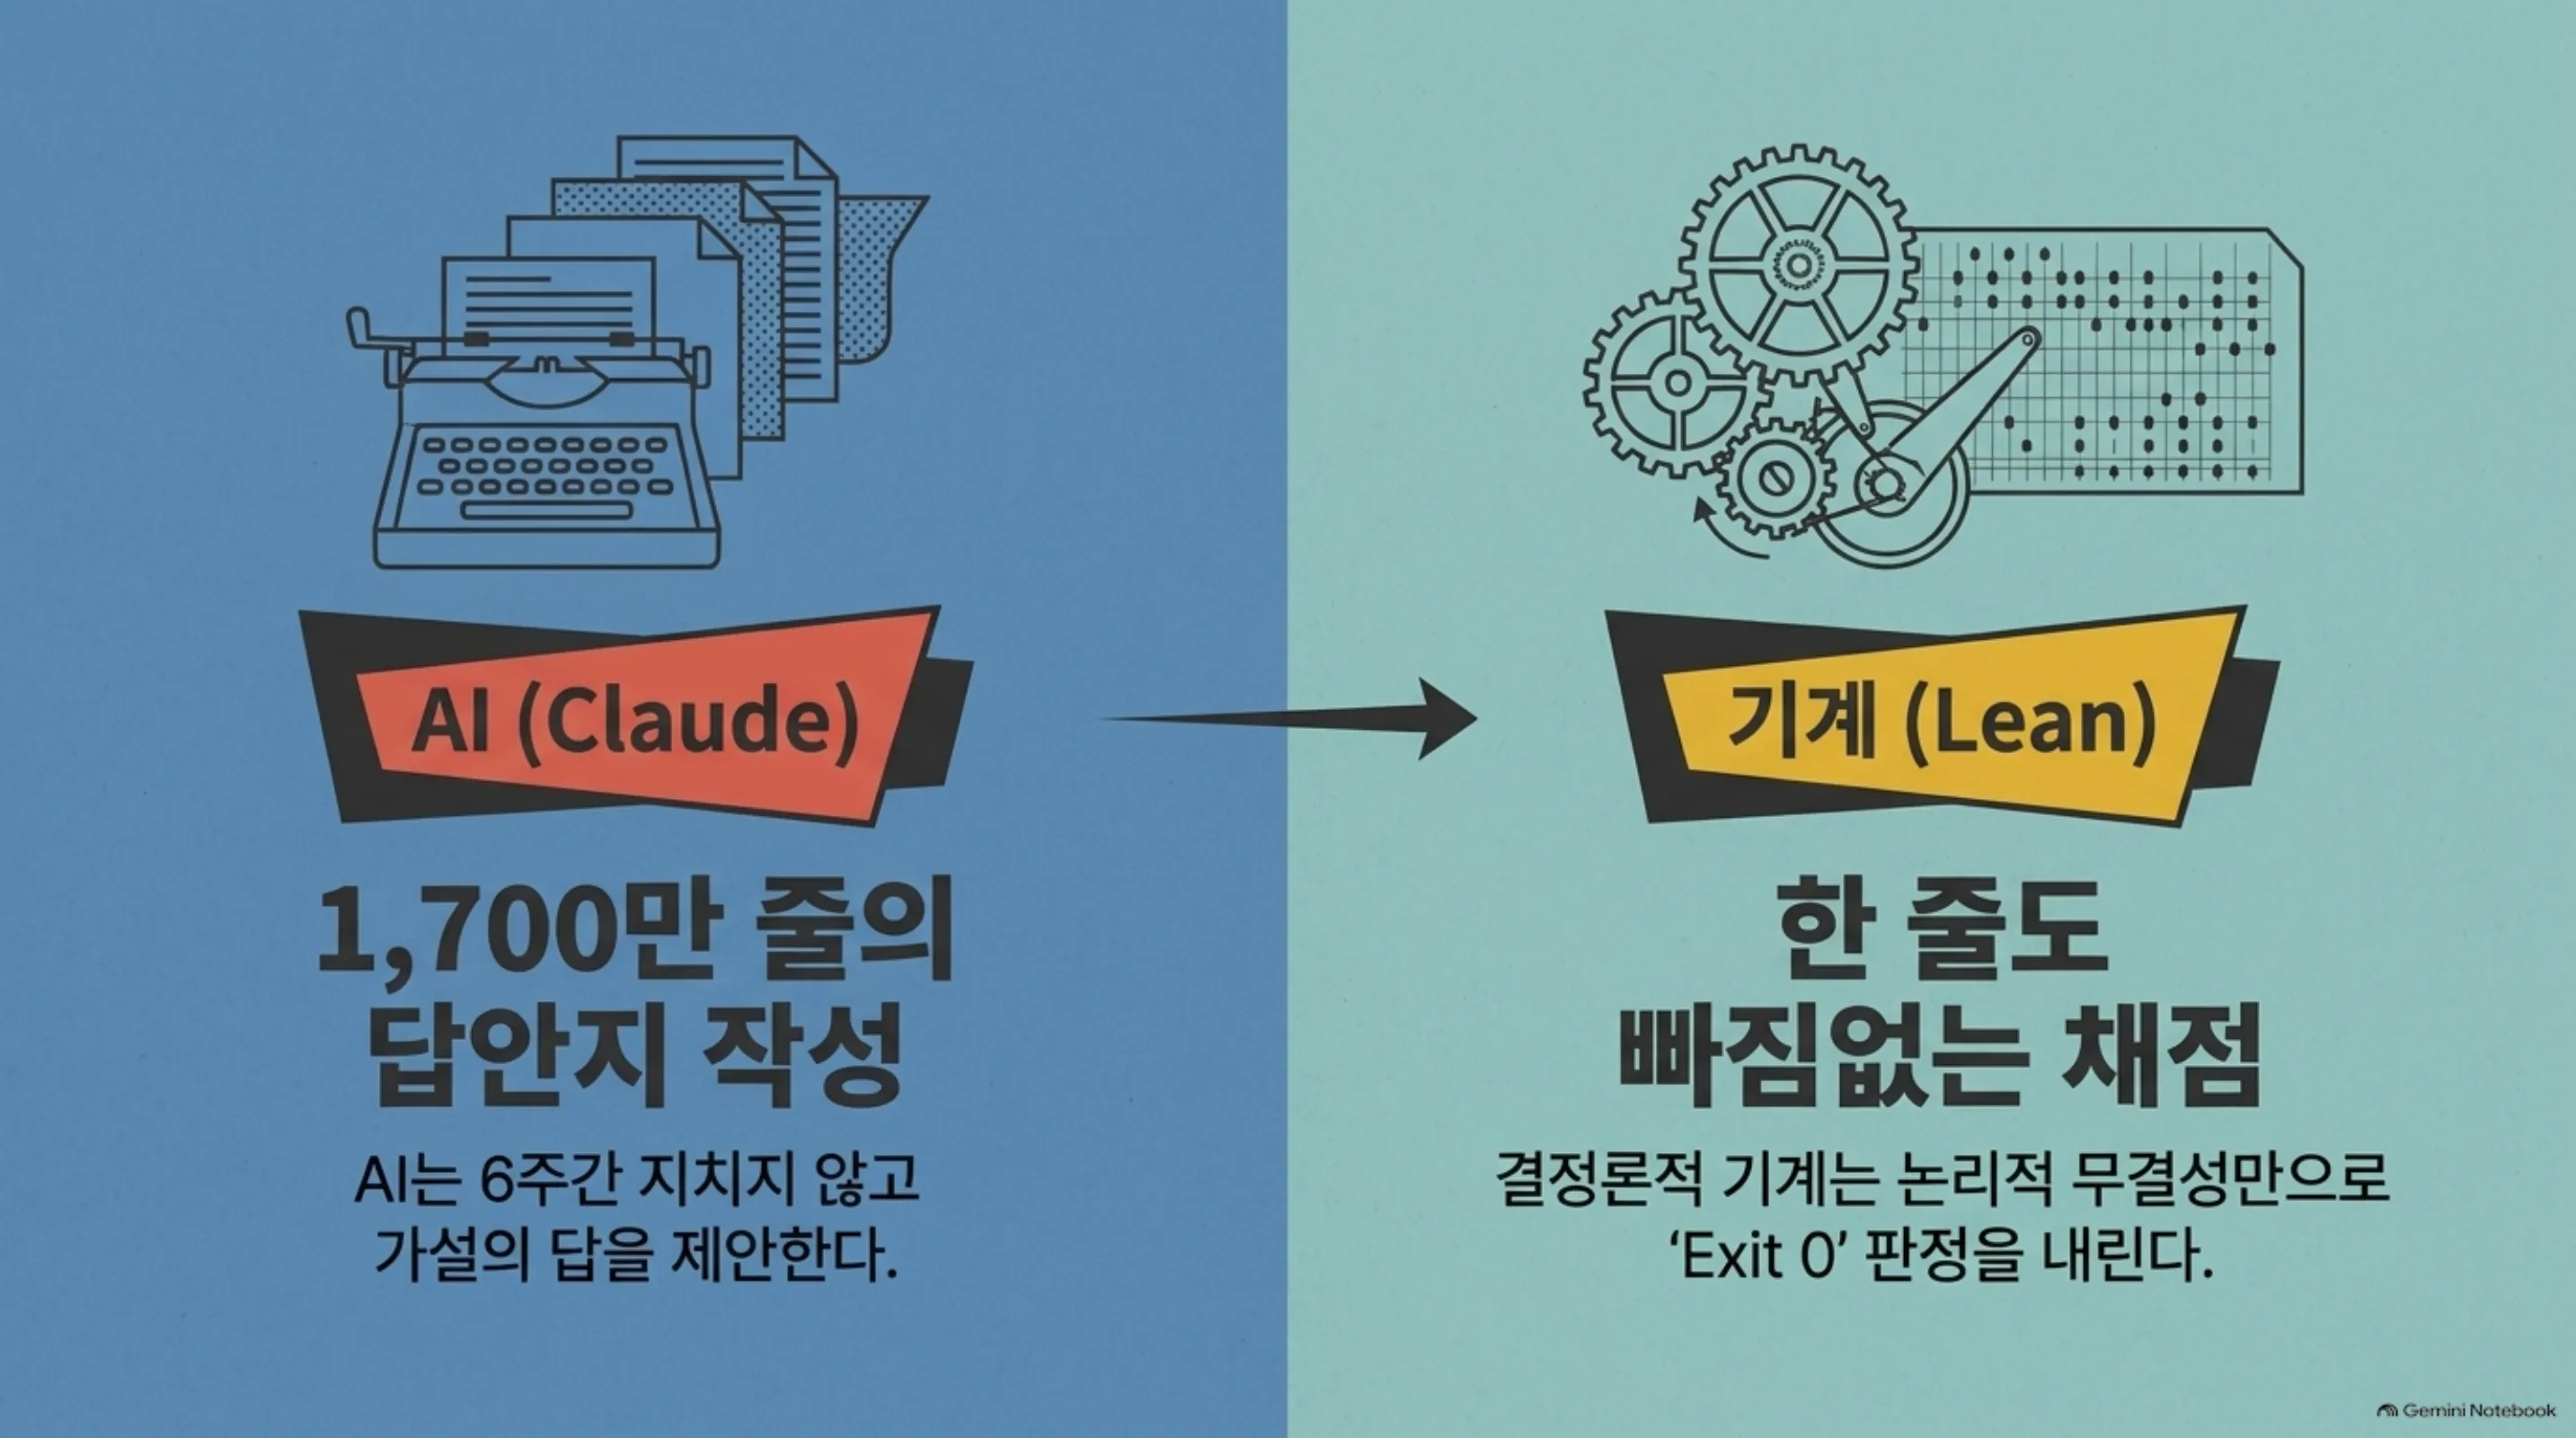 AI (Claude)
1,700만 줄의
답안지 작성
AI는 6주간 지치지 않고
가설의 답을 제안한다.
기계 (Lean)
한 줄도
빠짐없는 채점
결정론적 기계는 논리적 무결성만으로
‘Exit 0’ 판정을 내린다.
Gemini Notebook